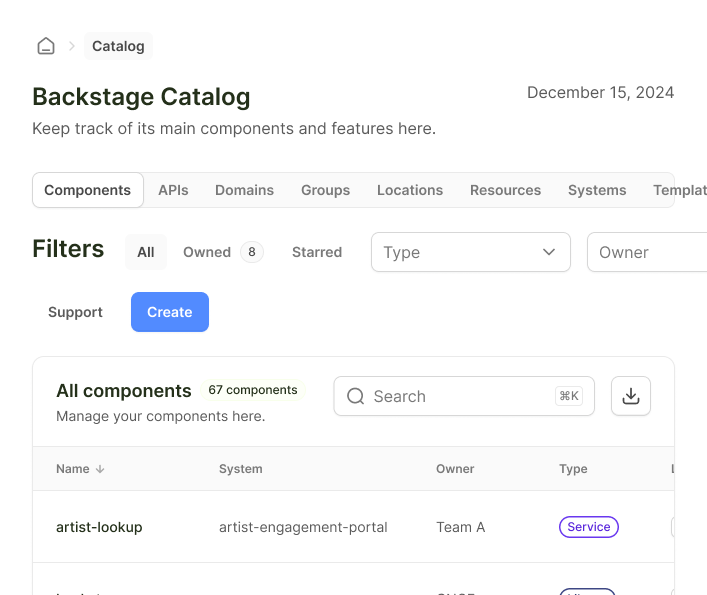 Catalog
Backstage Catalog
December 15, 2024
Keep track of its main components and features here.
Components APIs Domains Groups Locations Resources Systems Templat
Filters All Owned 8 Starred Type Owner
Support Create
All components 67 components
Manage your components here.
Search ⌘K
Name System Owner Type
artist-lookup artist-engagement-portal Team A Service